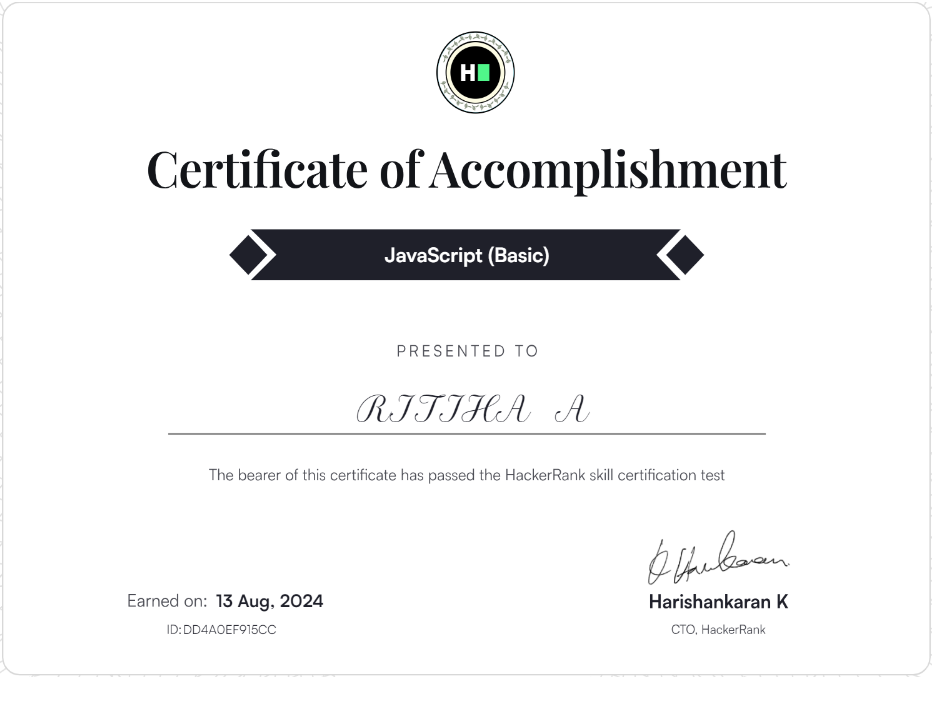 H
Certificate of Accomplishment
JavaScript (Basic)
PRESENTED TO
RITIHA A
The bearer of this certificate has passed the HackerRank skill certification test
Earned on: 13 Aug, 2024
ID:DD4A0EF915CC
Harishankaran K
CTO, HackerRank